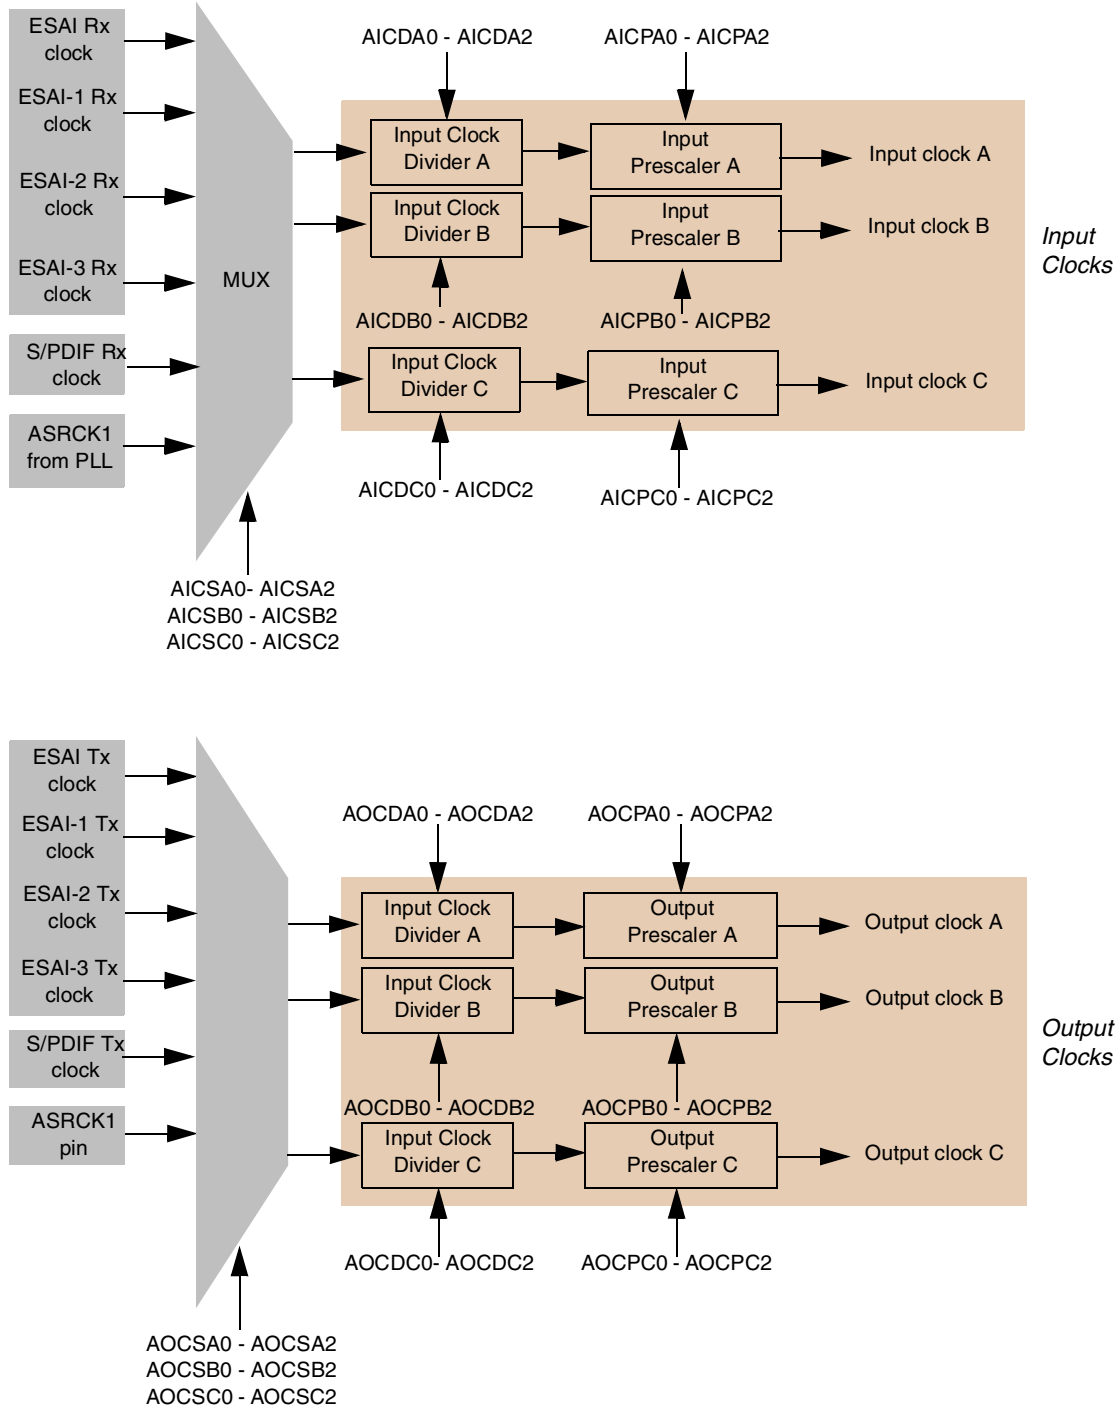 ESAI Rx
clock
ESAI-1 Rx
clock
ESAI-2 Rx
clock
ESAI-3 Rx
clock
S/PDIF Rx
clock
ASRCK1
from PLL
MUX
AICSA0- AICSA2
AICSB0 - AICSB2
AICSC0 - AICSC2
AICDA0 - AICDA2
AICPA0 - AICPA2
Input Clock
Divider A
Input
Prescaler A
Input clock A
Input Clock
Divider B
Input
Prescaler B
Input clock B
AICDB0 - AICDB2
AICPB0 - AICPB2
Input Clock
Divider C
Input
Prescaler C
Input clock C
AICDC0 - AICDC2
AICPC0 - AICPC2
Input
Clocks
ESAI Tx
clock
ESAI-1 Tx
clock
ESAI-2 Tx
clock
ESAI-3 Tx
clock
S/PDIF Tx
clock
ASRCK1
pin
AOCSA0 - AOCSA2
AOCSB0 - AOCSB2
AOCSC0 - AOCSC2
AOCDA0 - AOCDA2
AOCPA0 - AOCPA2
Input Clock
Divider A
Output
Prescaler A
Output clock A
Input Clock
Divider B
Output
Prescaler B
Output clock B
AOCDB0 - AOCDB2
AOCPB0 - AOCPB2
Input Clock
Divider C
Output
Prescaler C
Output clock C
AOCDC0- AOCDC2
AOCPC0 - AOCPC2
Output
Clocks